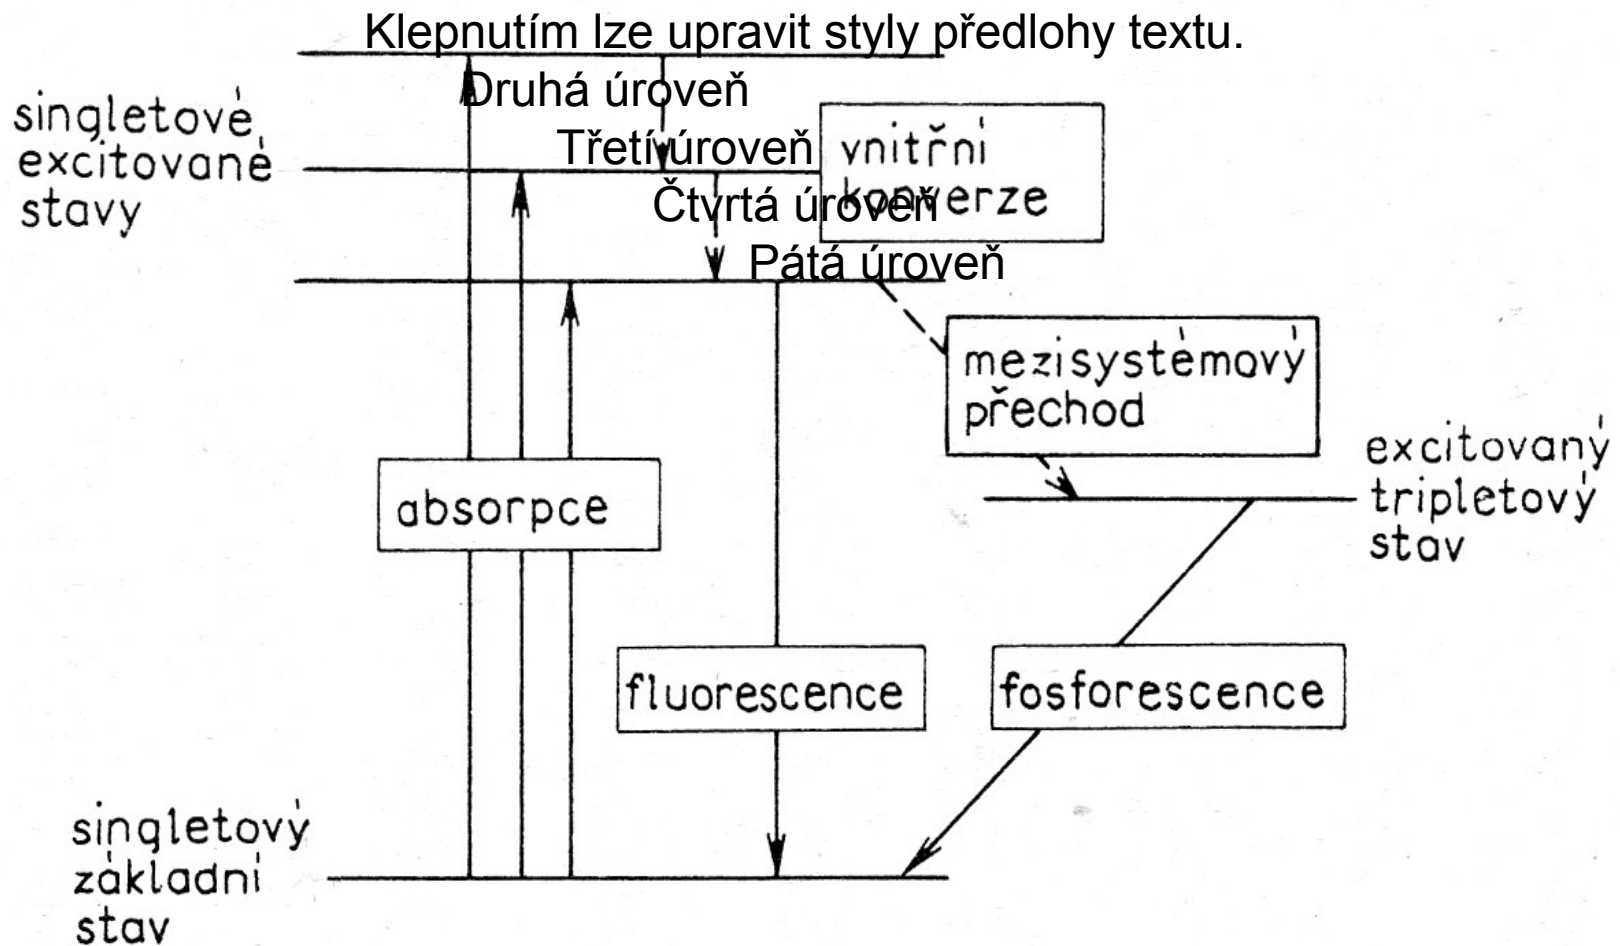 Klepnutím lze upravit styly předlohy textu.
Druhá úroveň
Třetí úroveň
Čtvrtá úroveň
Pátá úroveň
singletové
excitované
stavy
vnitřní
konverze
mezisystémový
přechod
excitovaný
tripletový
stav
absorpce
fluorescence
fosforescence
singletový
základní
stav